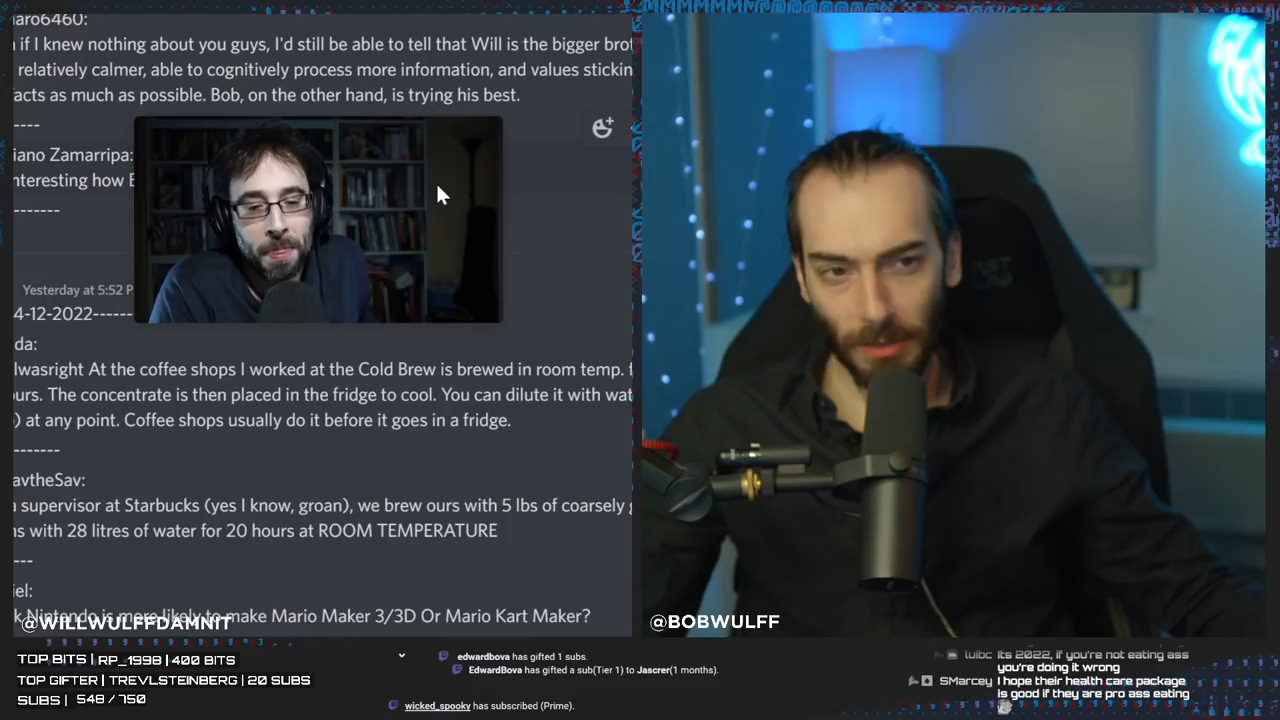 haro6460:
if I knew nothing about you guys, I'd still be able to tell that Will is the bigger brot
relatively calmer, able to cognitively process more information, and values stickin
acts as much as possible. Bob, on the other hand, is trying his best.
----
iano Zamarripa:
nteresting how B
-------
Yesterday at 5:52 P
4-12-2022------
da:
lwasright At the coffee shops I worked at the Cold Brew is brewed in room temp.
urs. The concentrate is then placed in the fridge to cool. You can dilute it with wat
) at any point. Coffee shops usually do it before it goes in a fridge.
-------
avtheSav:
a supervisor at Starbucks (yes I know, groan), we brew ours with 5 lbs of coarsely g
s with 28 litres of water for 20 hours at ROOM TEMPERATURE
---
iel:
k Nintendo is more likely to make Mario Maker 3/3D Or Mario Kart Maker?
@WILLWULFFDAMNIT
@BOBWULFF
TOP BITS | RP_1998 | 400 BITS
TOP GIFTER | TREVLSTEINBERG | 20 SUBS
SUBS | 548 / 750
edwardbova has gifted 1 subs.
EdwardBova has gifted a sub(Tier 1) to Jascrer(1 months).
wicked_spooky has subscribed (Prime).
luibc its 2022, if you're not eating ass
you're doing it wrong
SMarcey I hope their health care package
is good if they are pro ass eating